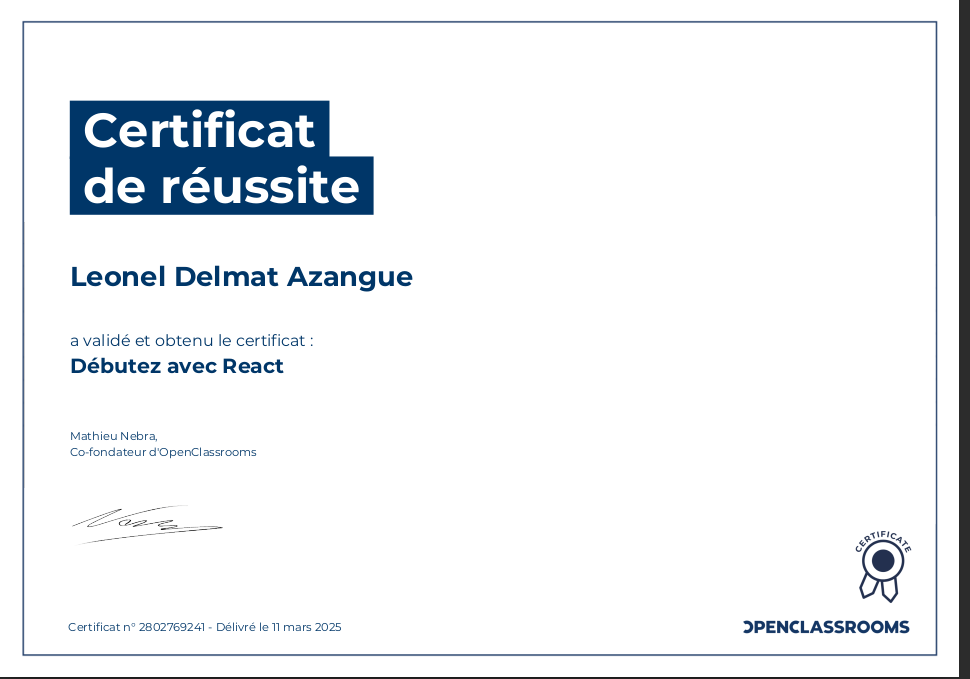 Certificat
de réussite
Leonel Delmat Azangue
a validé et obtenu le certificat :
Débutez avec React
Mathieu Nebra,
Co-fondateur d'OpenClassrooms
Certificat n° 2802769241 - Délivré le 11 mars 2025
CERTIFICATE
OPENCLASSROOMS